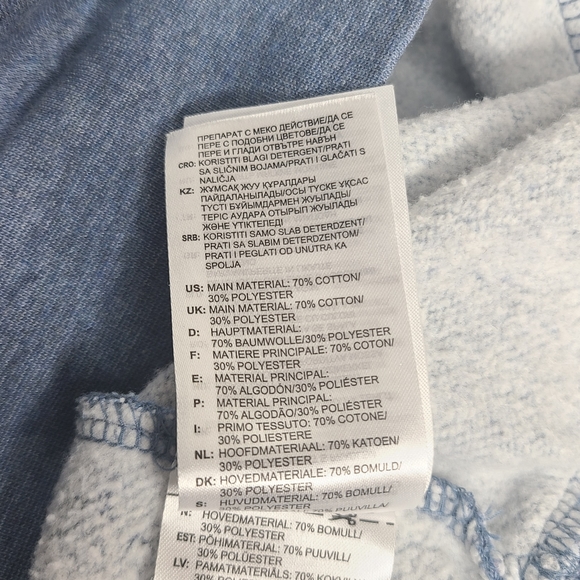 ПРЕПАРАТ С МЕКО ДЕЙСТВИЕ/ДА СЕ
ПЕРЕ С ПОДОБНИ ЦВЕТОВЕ/ДА СЕ
ПЕРЕ И ГЛАДИ ОТВЪТРЕ НАВЪН
CRO: KORISTITI BLAGI DETERGENT/PRATI
SA SLIČNIM BOJAMA/PRATI I GLAČATI S
NALIČJA
KZ: ЖҰМСАҚ ЖУУ ҚҰРАЛДАРЫ
ПАЙДАЛАНЫЛАДЫ/ОСЫ ТҮСКЕ ҰҚСАС
ТҮСТІ БҰЙЫМДАРМЕН ЖУЫЛАДЫ/
ТЕРІС АУДАРА ОТЫРЫП ЖУЫЛАДЫ
ЖӘНЕ ҮТІКТЕЛЕДІ
SRB: KORISTITI SAMO SLAB DETERDZENT/
PRATI SA SLABIM DETERDZENTOM/
PRATI I PEGLATI OD UNUTRA KA
SPOLJA
US: MAIN MATERIAL: 70% COTTON/
30% POLYESTER
UK: MAIN MATERIAL: 70% COTTON/
30% POLYESTER
D: HAUPTMATERIAL:
70% BAUMWOLLE/30% POLYESTER
F: MATIERE PRINCIPALE: 70% COTON/
30% POLYESTER
E: MATERIAL PRINCIPAL:
70% ALGODÓN/30% POLIÉSTER
P: MATERIAL PRINCIPAL:
70% ALGODÃO/30% POLIÉSTER
I: PRIMO TESSUTO: 70% COTONE/
30% POLIESTERE
NL: HOOFDMATERIAAL: 70% KATOEN/
30% POLYESTER
DK: HOVEDMATERIALE: 70% BOMULD/
30% POLYESTER
S: HUVUDMATERIAL: 70% BOMULL/
30% POLYESTER
N: HOVEDMATERIAL: 70% BOMULL/
30% POLYESTER
EST: PÕHIMATERJAL: 70% PUUVILL/
30% POLÜESTER
LV: PAMATMATERIĀLS: 70% KOKVILNA/